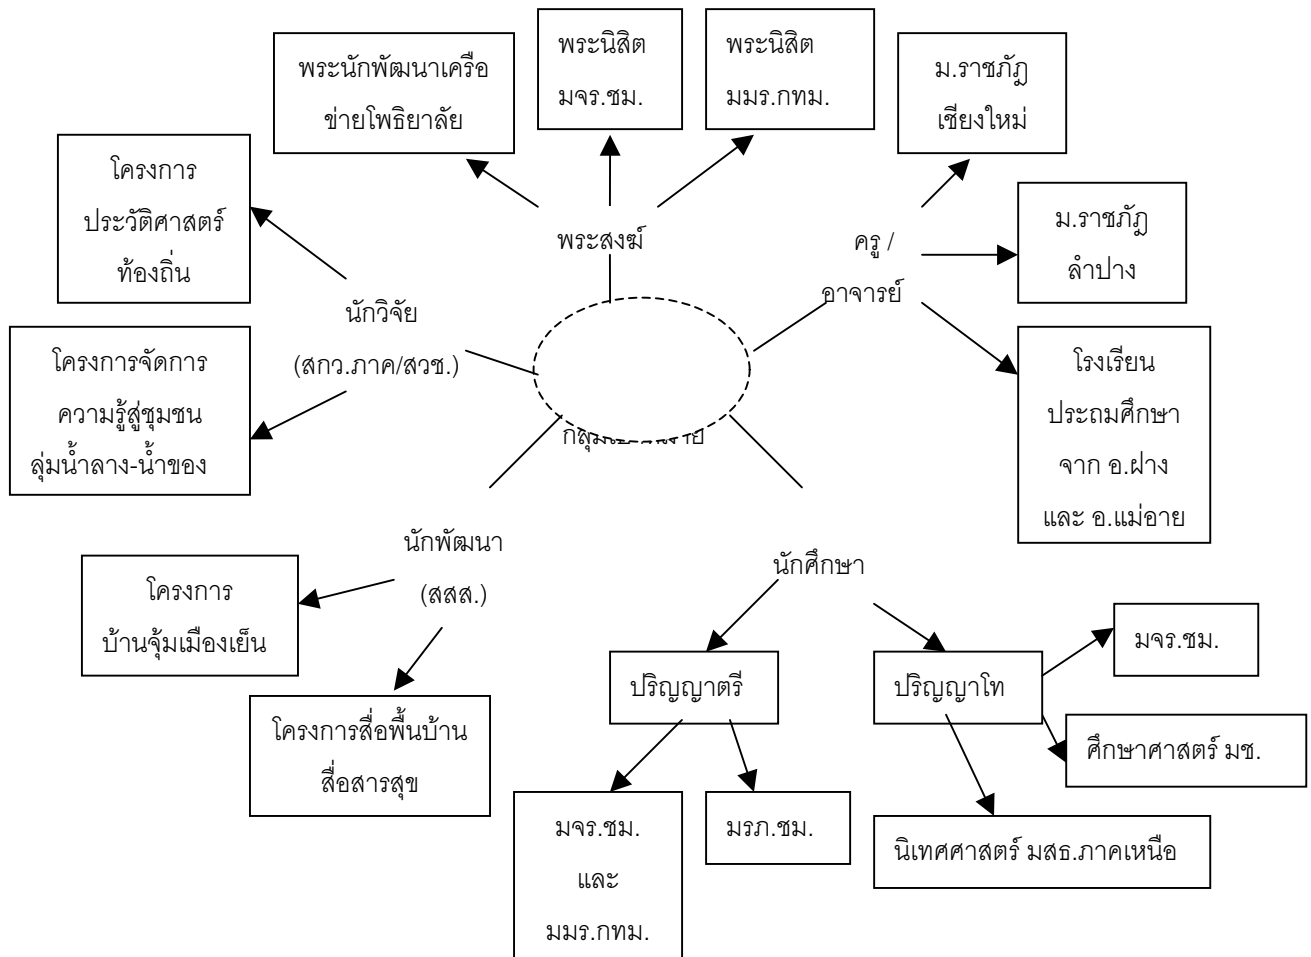 พระนักพัฒนาเครือ
ข่ายโพธิยาลัย
พระนิสิต
มจร.ชม.
พระนิสิต
มมร.กทม.
ม.ราชภัฏ
เชียงใหม่
โครงการ
ประวัติศาสตร์
ท้องถิ่น
ม.ราชภัฏ
ลำปาง
พระสงฆ์
ครู /
อาจารย์
นักวิจัย
(สกว.ภาค/สวช.)
โครงการจัดการ
ความรู้สู่ชุมชน
ลุ่มน้ำลาง-น้ำของ
โรงเรียน
ประถมศึกษา
จาก อ.ฝาง
และ อ.แม่อาย
นักพัฒนา
(สสส.)
นักศึกษา
โครงการ
บ้านจุ้มเมืองเย็น
โครงการสื่อพื้นบ้าน
สื่อสารสุข
ปริญญาตรี
ปริญญาโท
มจร.ชม.
ศึกษาศาสตร์ มช.
มจร.ชม.
และ
มมร.กทม.
มรภ.ชม.
นิเทศศาสตร์ มสธ.ภาคเหนือ